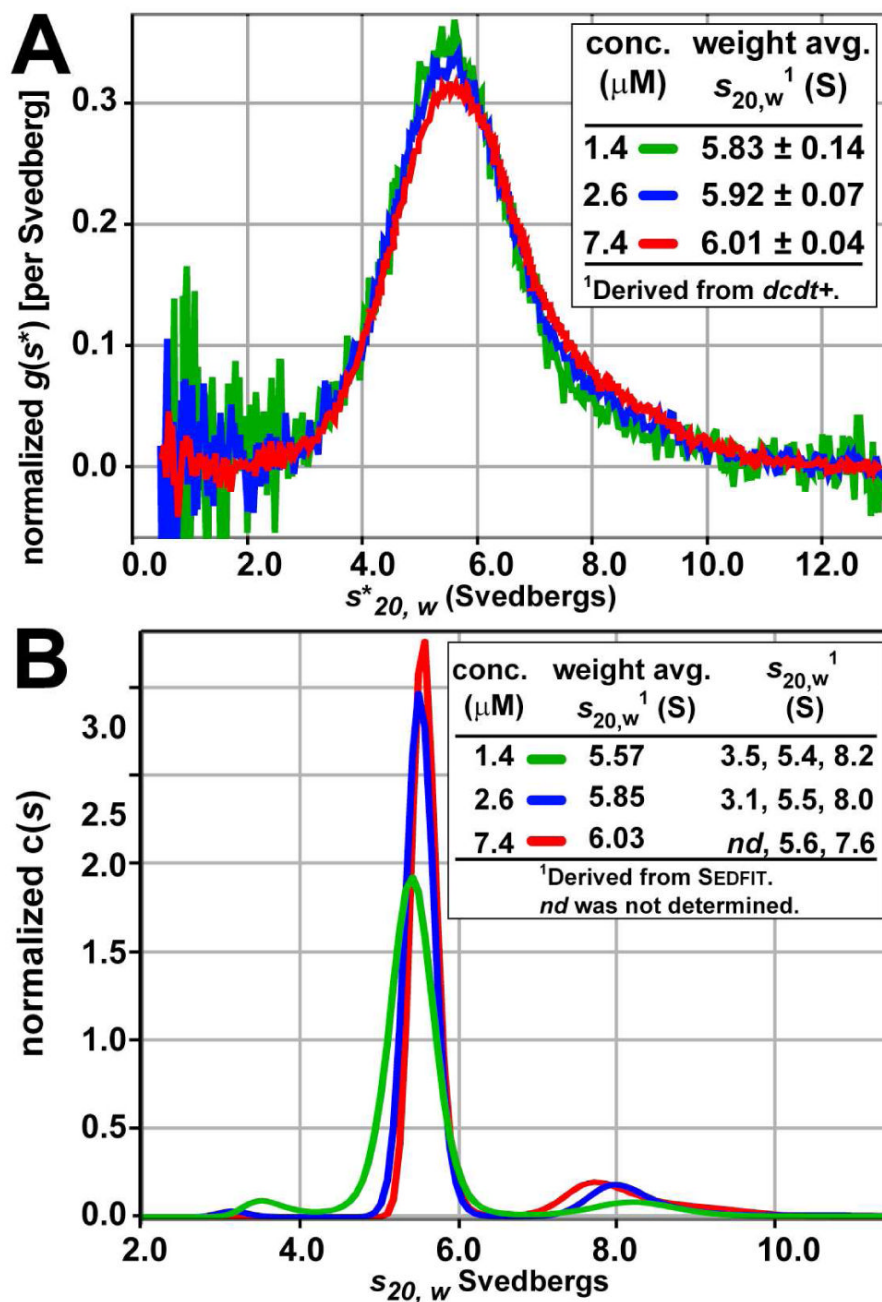 A
conc. weight avg.
(μM) s20,w1 (S)
1.4 5.83 ± 0.14
2.6 5.92 ± 0.07
7.4 6.01 ± 0.04
1Derived from dcdt+.
normalized g(s*) [per Svedberg]
0.3
0.2
0.1
0.0
0.0 2.0 4.0 6.0 8.0 10.0 12.0
s*20, w (Svedbergs)
B
conc. weight avg. s20,w1
(μM) s20,w1 (S) (S)
1.4 5.57 3.5, 5.4, 8.2
2.6 5.85 3.1, 5.5, 8.0
7.4 6.03 nd, 5.6, 7.6
1Derived from SEDFIT.
nd was not determined.
normalized c(s)
3.0
2.5
2.0
1.5
1.0
0.5
0.0
2.0 4.0 6.0 8.0 10.0
s20, w Svedbergs